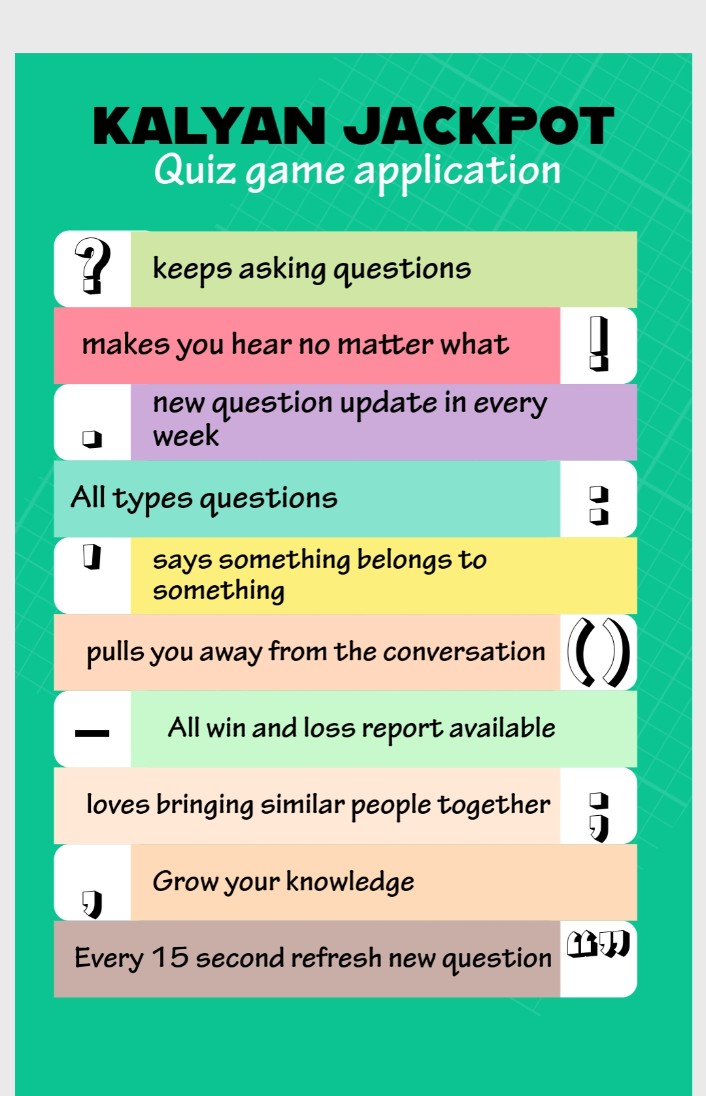 KALYAN JACKPOT
Quiz game application
? keeps asking questions
makes you hear no matter what !
. new question update in every
week
All types questions :
' says something belongs to
something
pulls you away from the conversation ()
– All win and loss report available
loves bringing similar people together ;
, Grow your knowledge
Every 15 second refresh new question “”